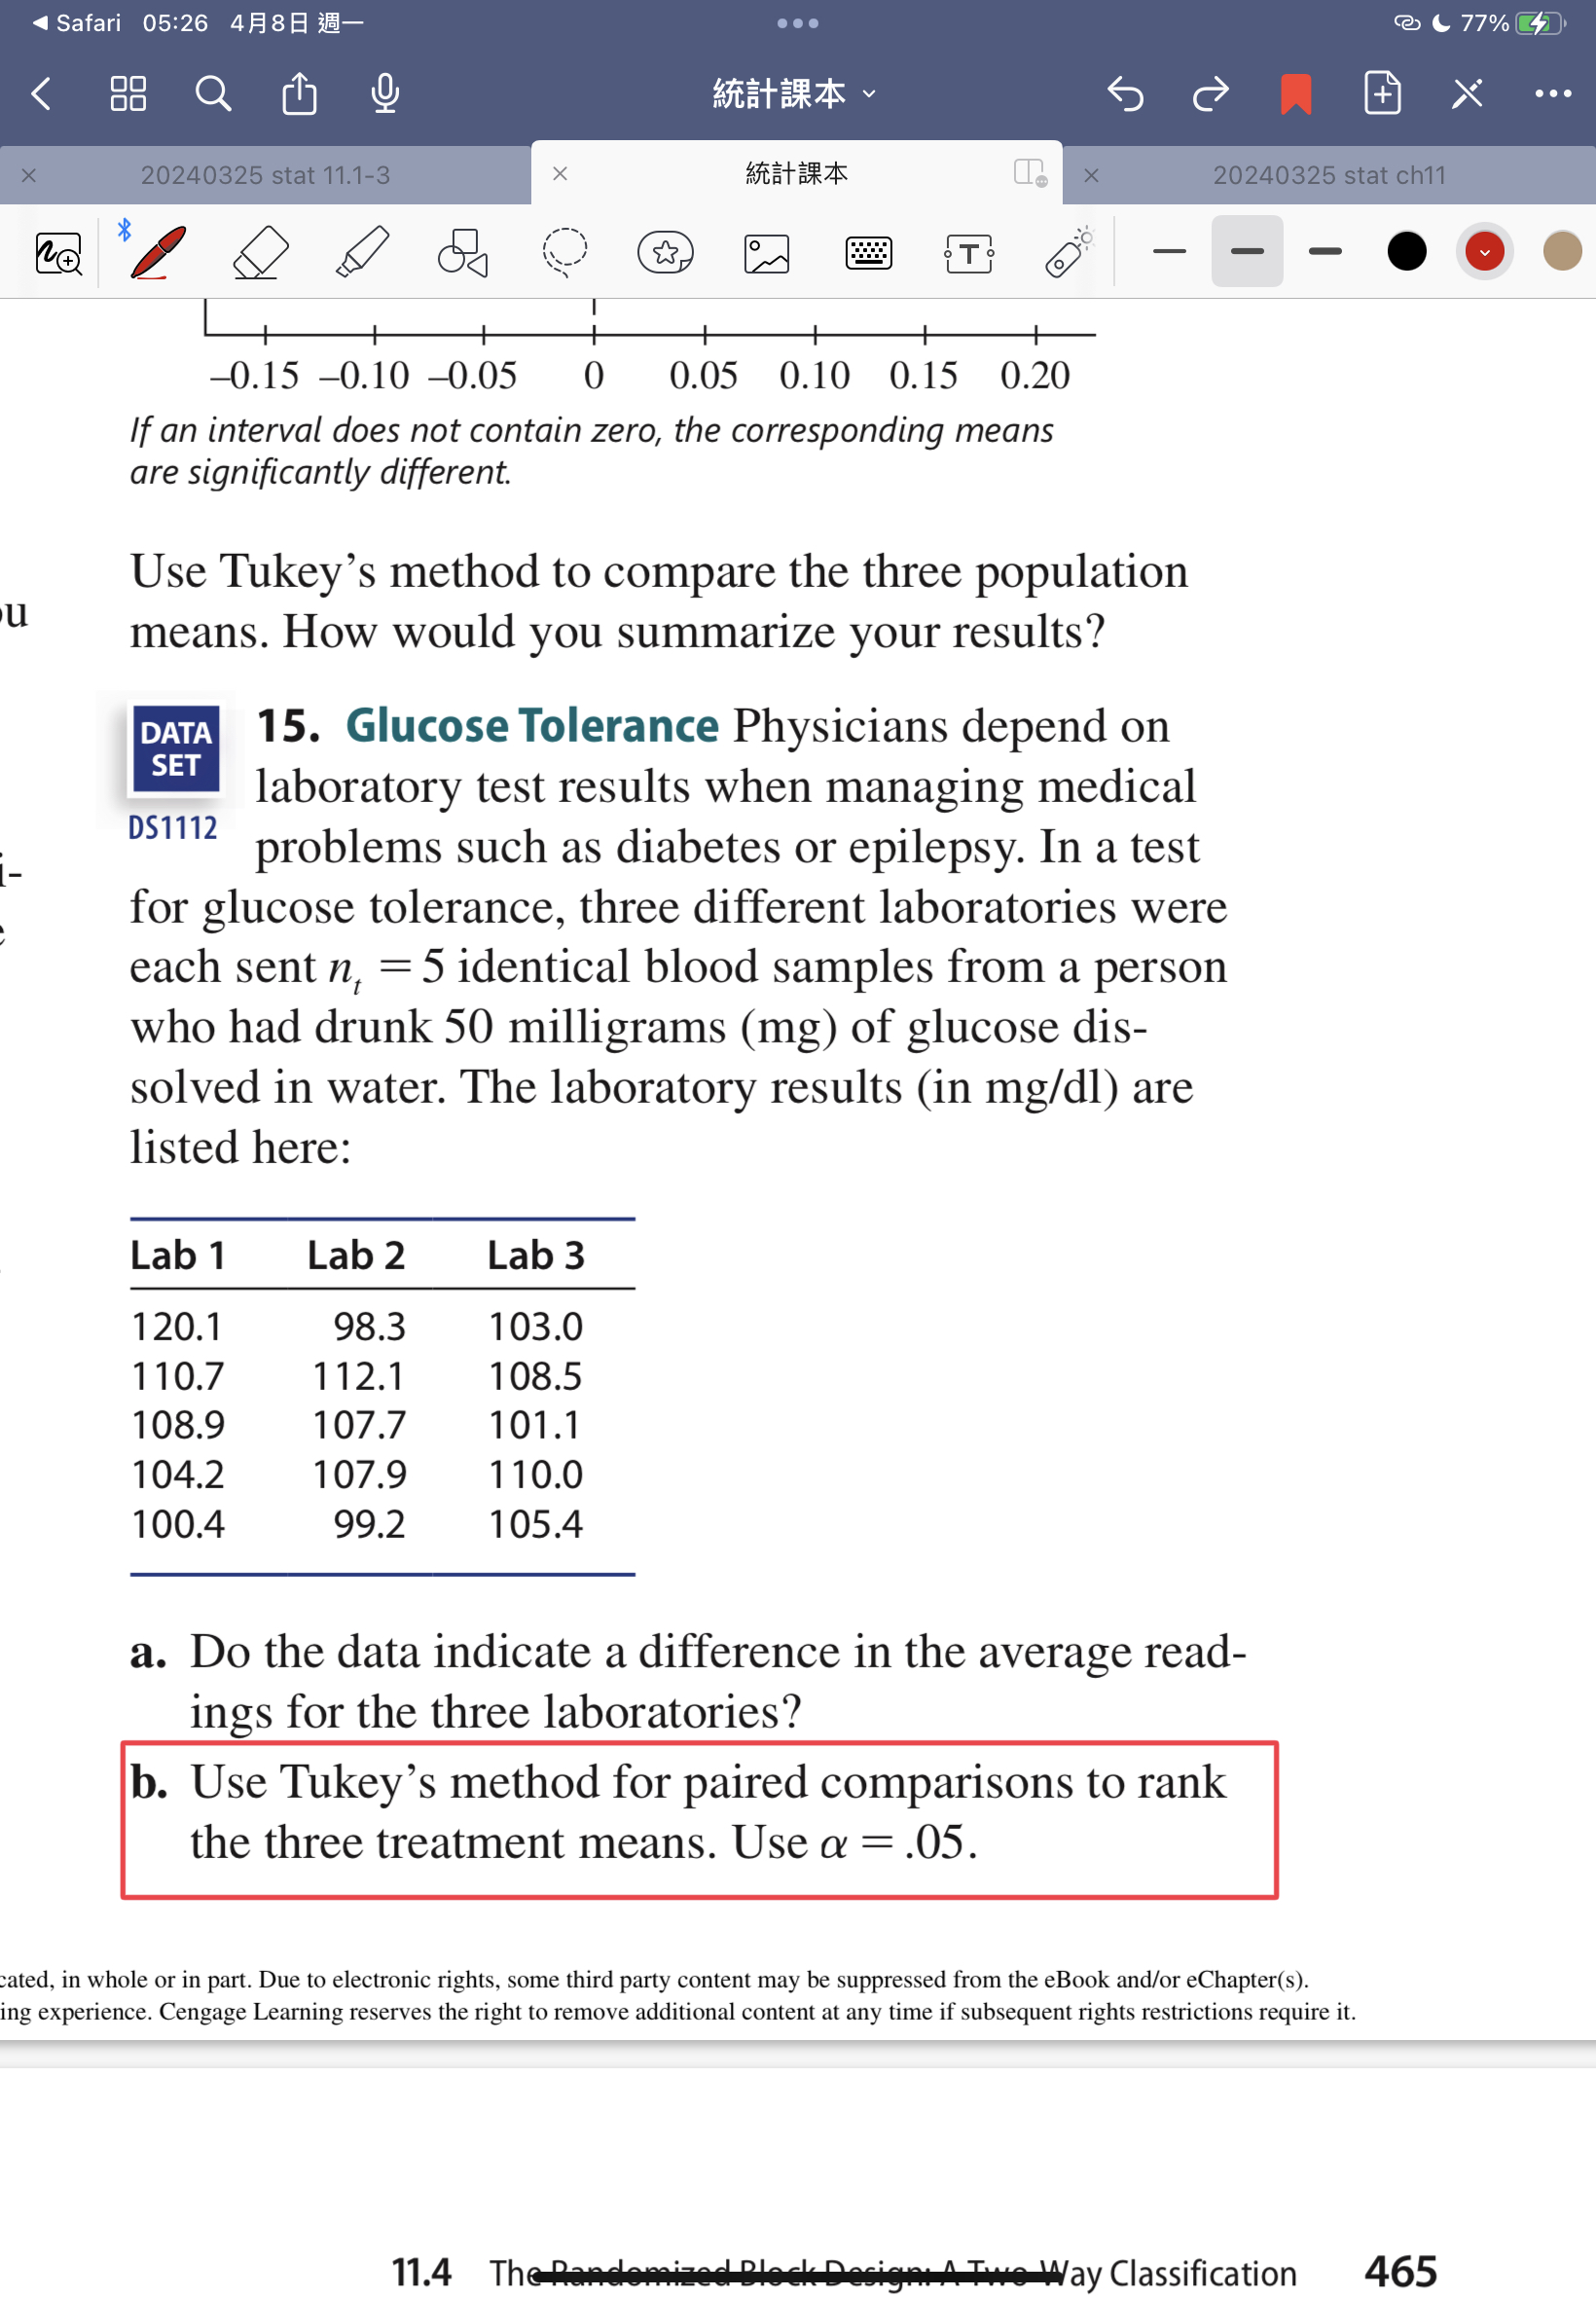 Safari 05:26 4月8日 週一
77%
統計課本
20240325 stat 11.1-3
統計課本
20240325 stat ch11
T
–0.15 –0.10 –0.05 0 0.05 0.10 0.15 0.20
If an interval does not contain zero, the corresponding means
are significantly different.
Use Tukey’s method to compare the three population
ou
means. How would you summarize your results?
DATA
SET
DS1112
15. Glucose Tolerance Physicians depend on
laboratory test results when managing medical
problems such as diabetes or epilepsy. In a test
i-
for glucose tolerance, three different laboratories were
e
each sent nt = 5 identical blood samples from a person
who had drunk 50 milligrams (mg) of glucose dis-
solved in water. The laboratory results (in mg/dl) are
listed here:
Lab 1 Lab 2 Lab 3
120.1 98.3 103.0
110.7 112.1 108.5
108.9 107.7 101.1
104.2 107.9 110.0
100.4 99.2 105.4
a. Do the data indicate a difference in the average read-
ings for the three laboratories?
b. Use Tukey’s method for paired comparisons to rank
the three treatment means. Use α = .05.
cated, in whole or in part. Due to electronic rights, some third party content may be suppressed from the eBook and/or eChapter(s).
ing experience. Cengage Learning reserves the right to remove additional content at any time if subsequent rights restrictions require it.
11.4 The Randomized Block Design: A Two-Way Classification 465